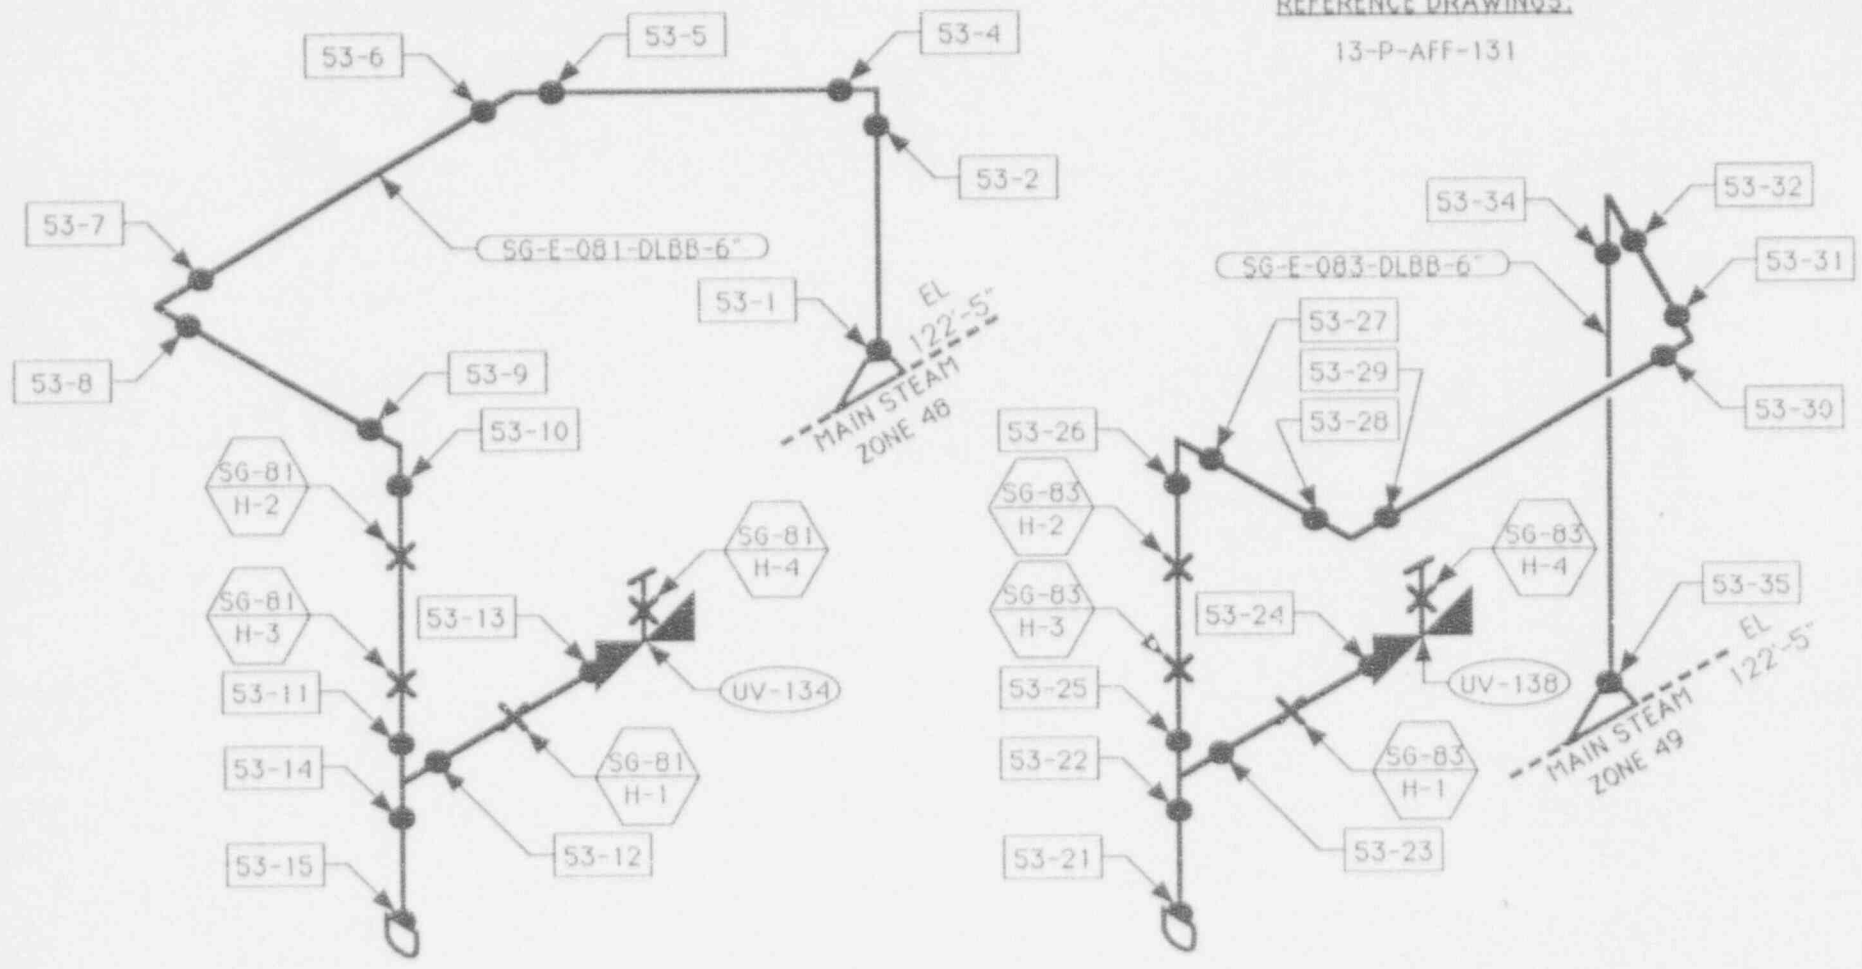 REFERENCE DRAWINGS:
13-P-AFF-131
53-6
53-5
53-4
53-2
53-7
SG-E-081-DLBB-6"
53-1
EL
122'-5"
MAIN STEAM
ZONE 48
53-8
53-9
53-10
SG-81
H-2
SG-81
H-3
SG-81
H-4
53-13
UV-134
53-11
53-14
SG-81
H-1
53-12
53-15
53-34
53-32
SG-E-083-DLBB-6"
53-31
53-27
53-29
53-28
53-30
53-26
SG-83
H-2
SG-83
H-3
SG-83
H-4
53-24
53-35
UV-138
EL
122'-5"
MAIN STEAM
ZONE 49
53-25
53-22
SG-83
H-1
53-23
53-21